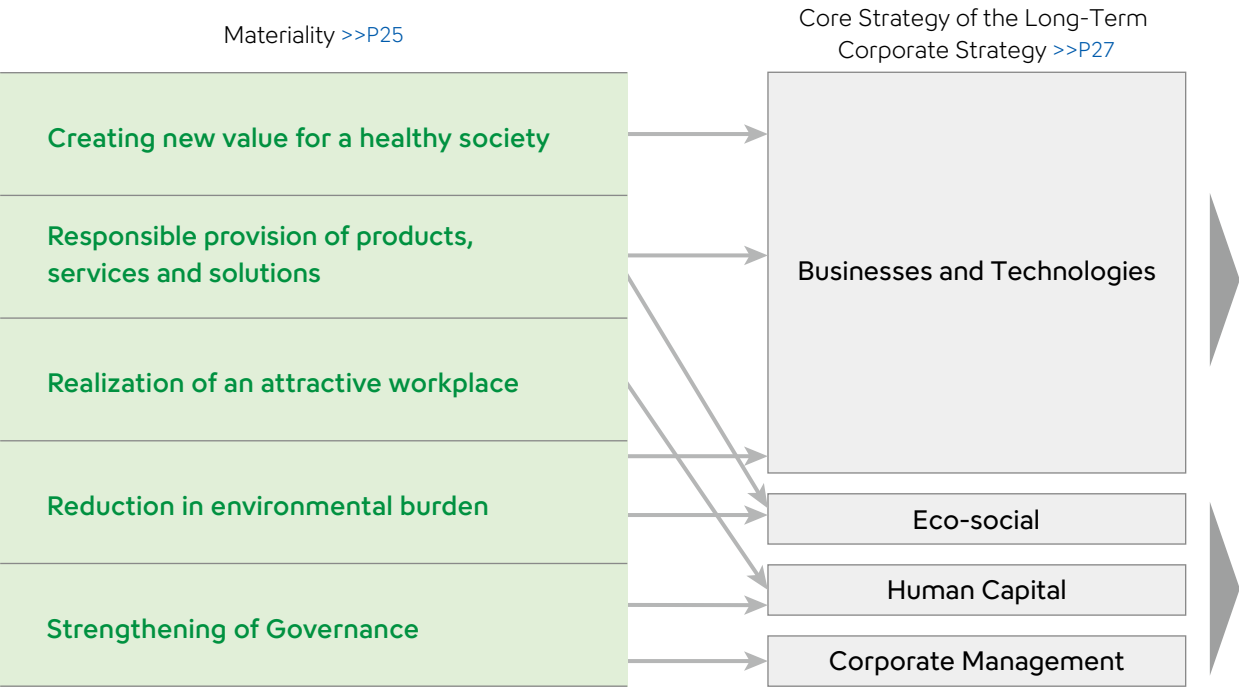 Materiality >>P25
Core Strategy of the Long-Term
Corporate Strategy >>P27
Creating new value for a healthy society
Responsible provision of products,
services and solutions
Realization of an attractive workplace
Reduction in environmental burden
Strengthening of Governance
Businesses and Technologies
Eco-social
Human Capital
Corporate Management